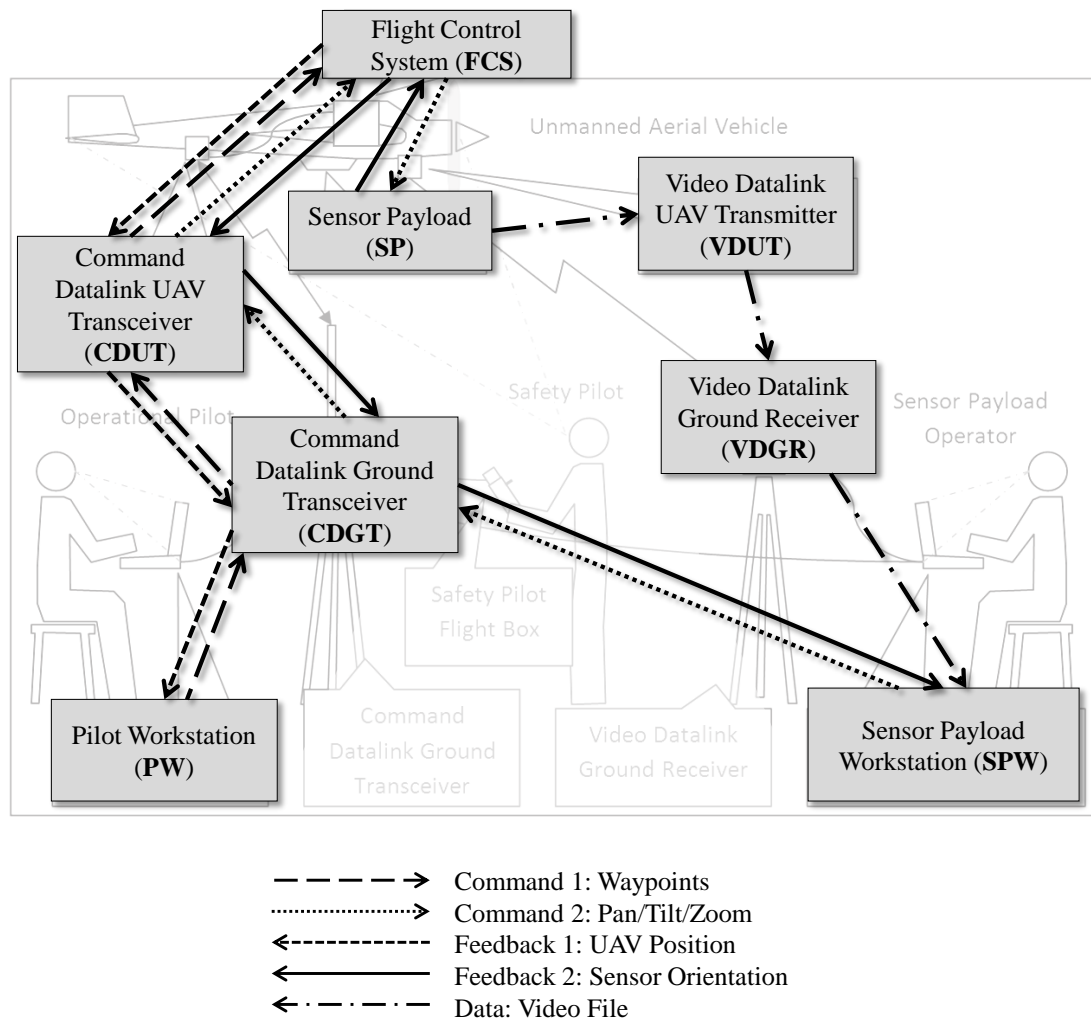 Flight Control
System (FCS)
Unmanned Aerial Vehicle
Video Datalink
UAV Transmitter
(VDUT)
Sensor Payload
(SP)
Command
Datalink UAV
Transceiver
(CDUT)
Video Datalink
Ground Receiver
(VDGR)
Safety Pilot
Sensor Payload
Operator
Operational Pilot
Command
Datalink Ground
Transceiver
(CDGT)
Safety Pilot
Flight Box
Pilot Workstation
(PW)
Command
Datalink Ground
Transceiver
Video Datalink
Ground Receiver
Sensor Payload
Workstation (SPW)
Command 1: Waypoints
Command 2: Pan/Tilt/Zoom
Feedback 1: UAV Position
Feedback 2: Sensor Orientation
Data: Video File